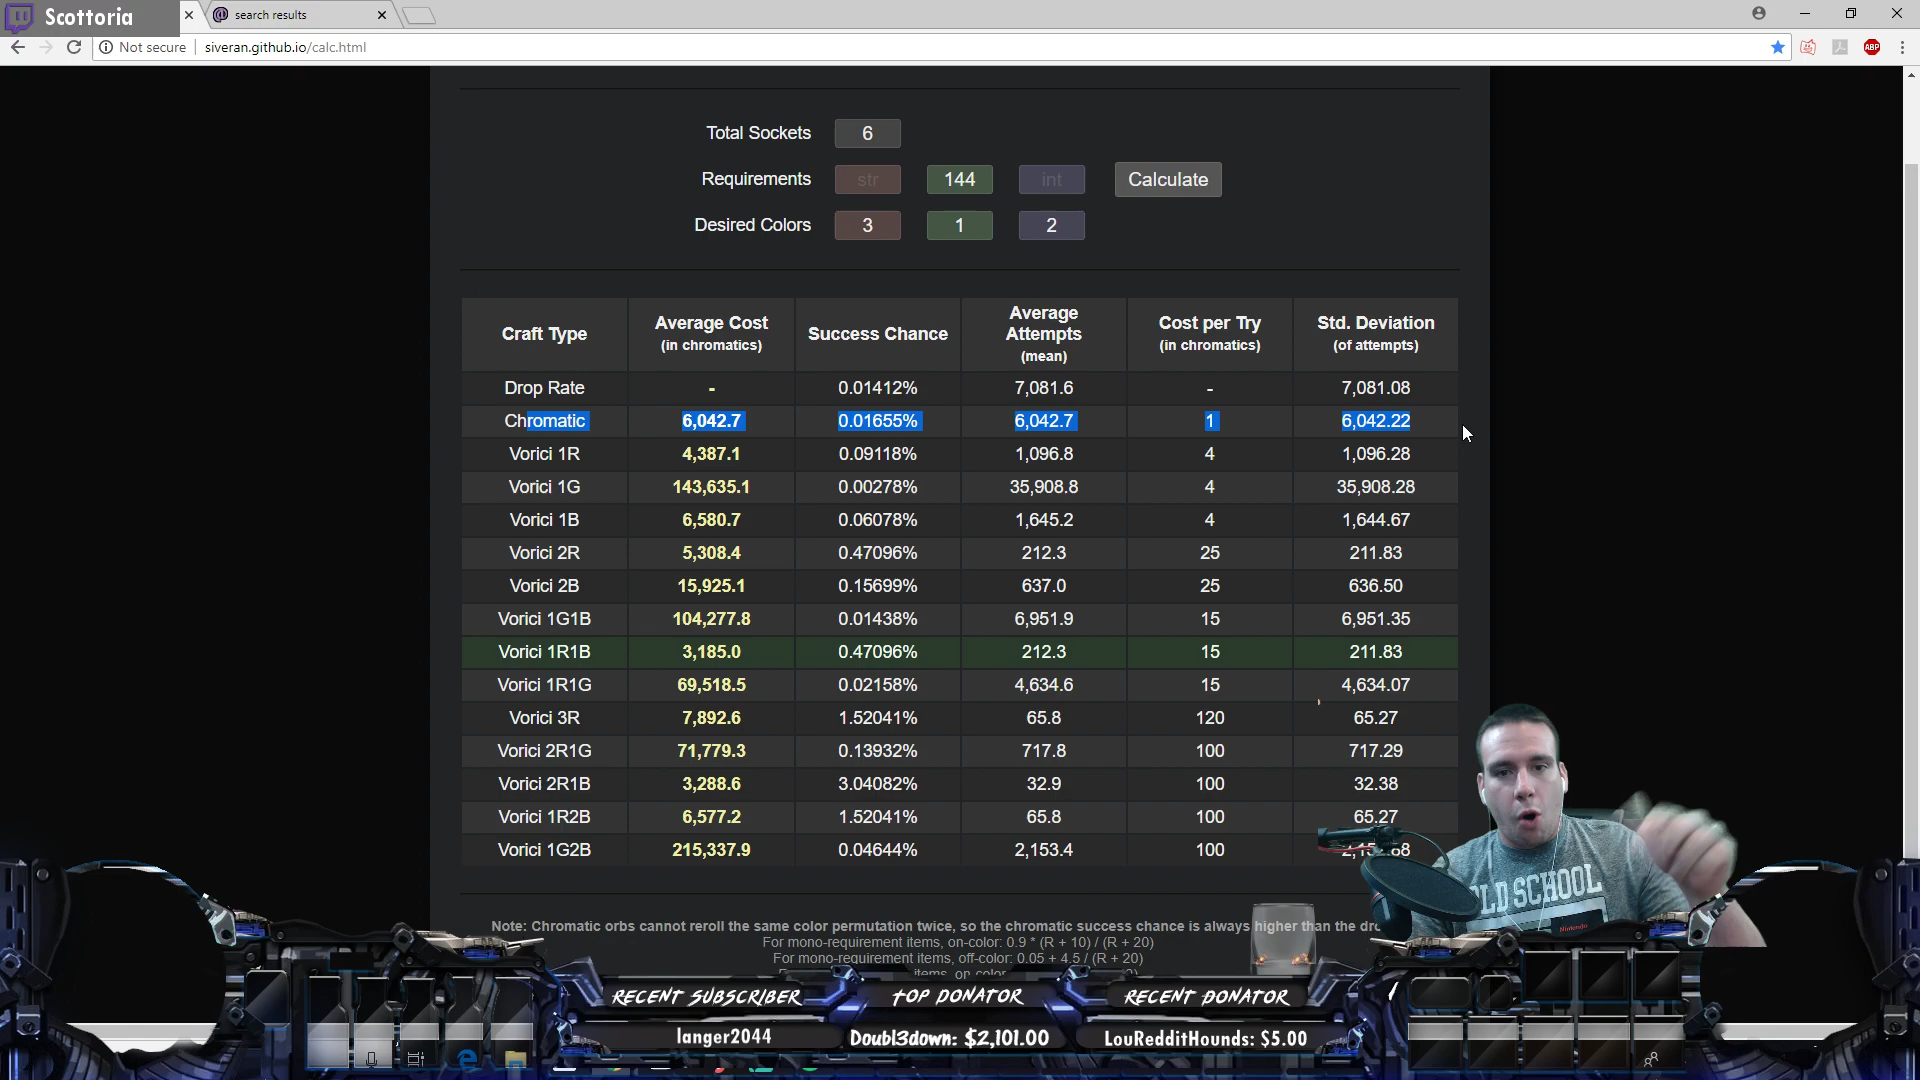 Scottoria
search results
Not secure
siveran.github.io/calc.html
ABP
Total Sockets 6
Requirements str 144 int Calculate
Desired Colors 3 1 2
Craft Type Average Cost (in chromatics) Success Chance Average Attempts (mean) Cost per Try (in chromatics) Std. Deviation (of attempts)
Drop Rate - 0.01412% 7,081.6 - 7,081.08
Chromatic 6,042.7 0.01655% 6,042.7 1 6,042.22
Vorici 1R 4,387.1 0.09118% 1,096.8 4 1,096.28
Vorici 1G 143,635.1 0.00278% 35,908.8 4 35,908.28
Vorici 1B 6,580.7 0.06078% 1,645.2 4 1,644.67
Vorici 2R 5,308.4 0.47096% 212.3 25 211.83
Vorici 2B 15,925.1 0.15699% 637.0 25 636.50
Vorici 1G1B 104,277.8 0.01438% 6,951.9 15 6,951.35
Vorici 1R1B 3,185.0 0.47096% 212.3 15 211.83
Vorici 1R1G 69,518.5 0.02158% 4,634.6 15 4,634.07
Vorici 3R 7,892.6 1.52041% 65.8 120 65.27
Vorici 2R1G 71,779.3 0.13932% 717.8 100 717.29
Vorici 2R1B 3,288.6 3.04082% 32.9 100 32.38
Vorici 1R2B 6,577.2 1.52041% 65.8 100 65.27
Vorici 1G2B 215,337.9 0.04644% 2,153.4 100
OLD SCHOOL
Nintendo
Note: Chromatic orbs cannot reroll the same color permutation twice, so the chromatic success chance is always higher than the
For mono-requirement items, on-color: 0.9 * (R + 10) / (R + 20)
For mono-requirement items, off-color: 0.05 + 4.5 / (R + 20)
items, on-color
RECENT SUBSCRIBER TOP DONATOR RECENT DONATOR
langer2044 Doubl3down: $2,101.00 LouRedditHounds: $5.00